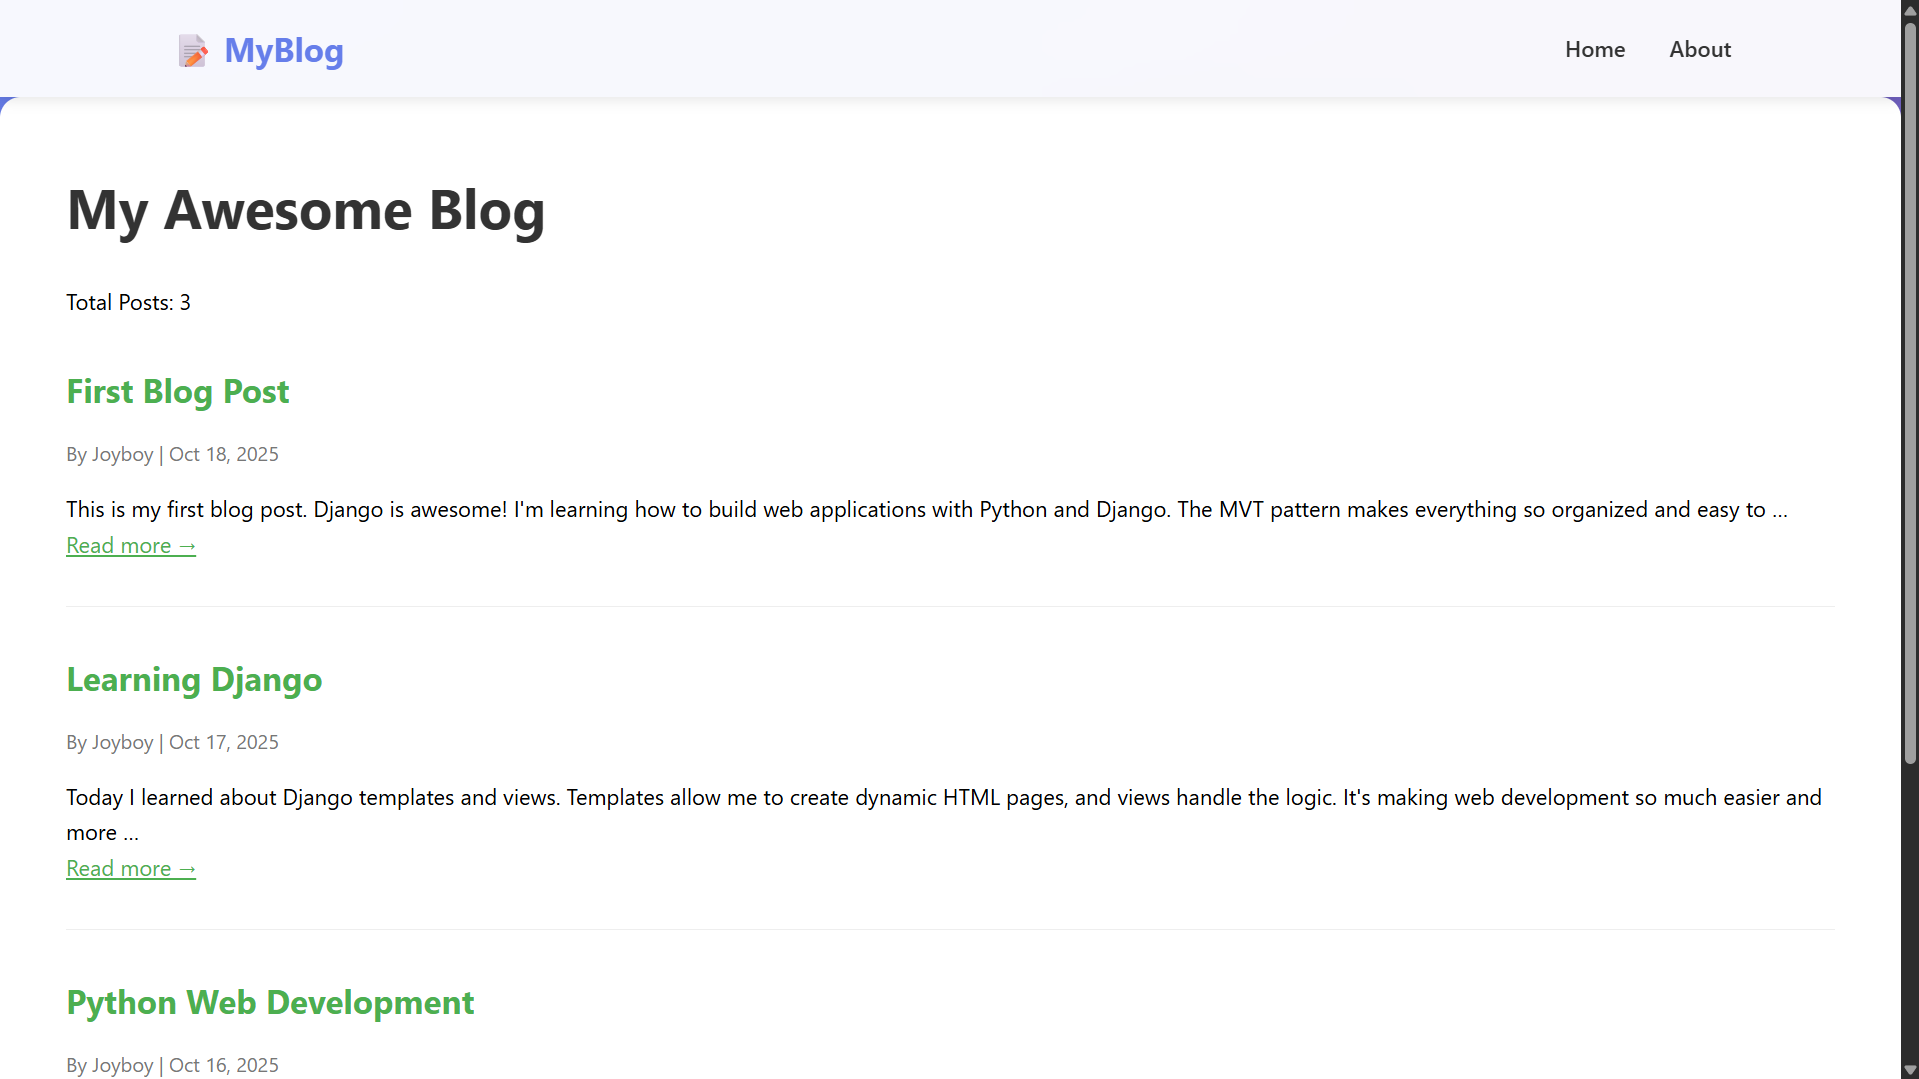 MyBlog
Home
About
My Awesome Blog
Total Posts: 3
First Blog Post
By Joyboy | Oct 18, 2025
This is my first blog post. Django is awesome! I'm learning how to build web applications with Python and Django. The MVT pattern makes everything so organized and easy to …
Read more →
Learning Django
By Joyboy | Oct 17, 2025
Today I learned about Django templates and views. Templates allow me to create dynamic HTML pages, and views handle the logic. It's making web development so much easier and
more …
Read more →
Python Web Development
By Joyboy | Oct 16, 2025